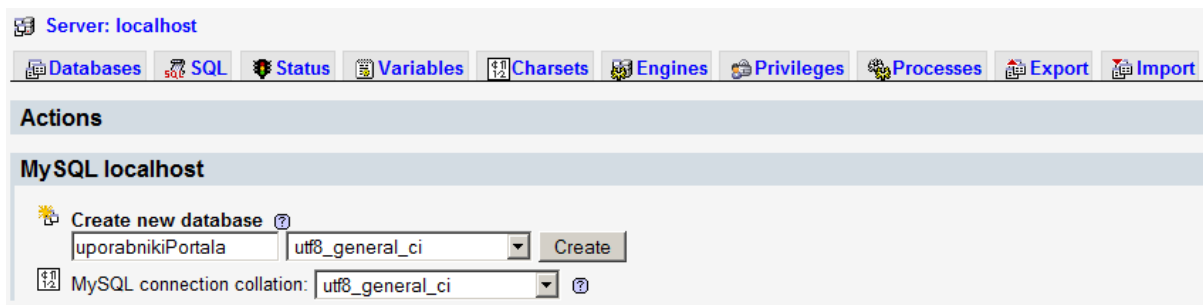 Server: localhost
Databases SQL Status Variables Charsets Engines Privileges Processes Export Import
Actions
MySQL localhost
Create new database
uporabnikiPortala utf8_general_ci Create
MySQL connection collation: utf8_general_ci